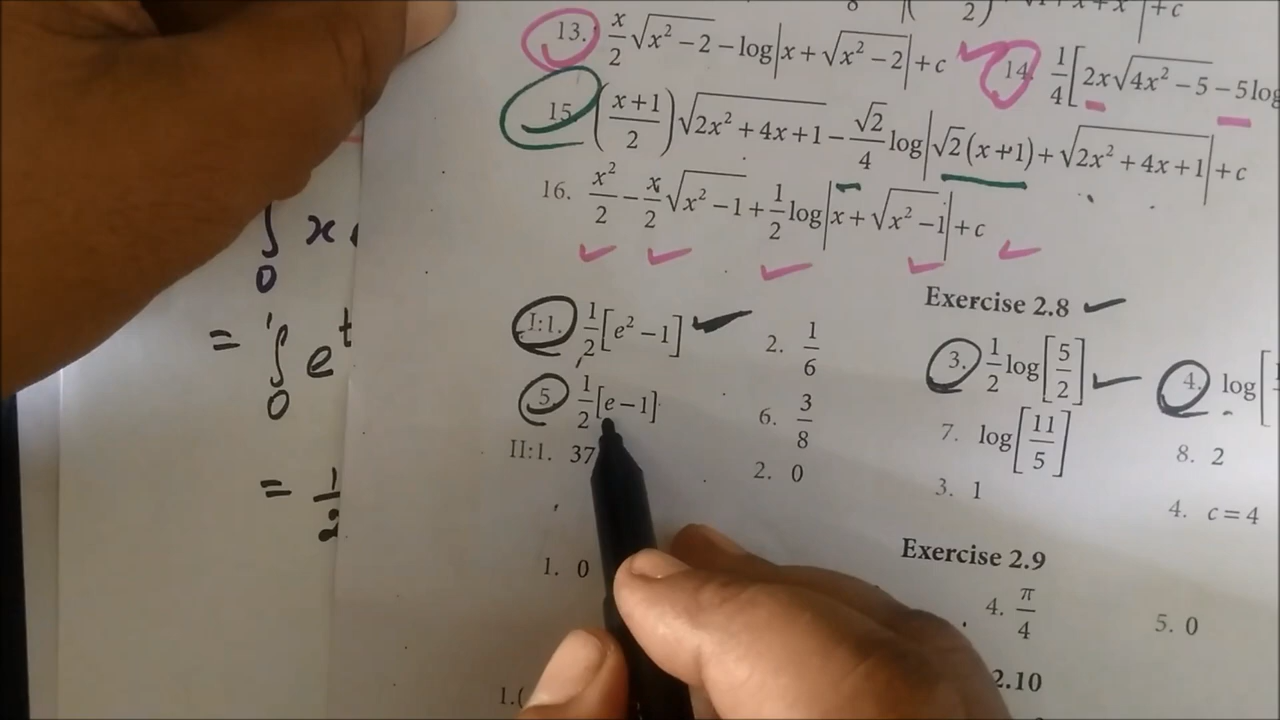 13. x/2 √(x² − 2) − log|x + √(x² − 2)| + c 14. 1/4 [2x√(4x² − 5) − 5log
15. ((x+1)/2) √(2x² + 4x + 1) − √2/4 log|√2(x+1) + √(2x² + 4x + 1)| + c
16. x²/2 − x/2 √(x² − 1) + 1/2 log|x + √(x² − 1)| + c
Exercise 2.8
I:1. 1/2 [e² − 1] 2. 1/6 3. 1/2 log[5/2] 4. log[
5. 1/2 [e − 1] 6. 3/8 7. log[11/5] 8. 2
II:1. 37 2. 0 3. 1 4. c = 4
Exercise 2.9
1. 0 4. π/4 5. 0
2.10
1.(
∫₀ x
= ∫₀¹ e^t
= 1/2